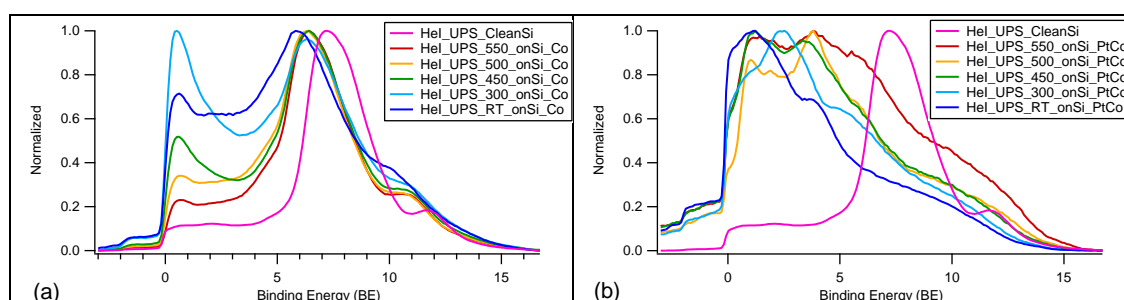 1.0
0.8
0.6
0.4
0.2
0.0
Normalized
0
5
10
15
Binding Energy (BE)
(a)
HeI_UPS_CleanSi
HeI_UPS_550_onSi_Co
HeI_UPS_500_onSi_Co
HeI_UPS_450_onSi_Co
HeI_UPS_300_onSi_Co
HeI_UPS_RT_onSi_Co
1.0
0.8
0.6
0.4
0.2
0.0
Normalized
0
5
10
15
Binding Energy (BE)
(b)
HeI_UPS_CleanSi
HeI_UPS_550_onSi_PtCo
HeI_UPS_500_onSi_PtCo
HeI_UPS_450_onSi_PtCo
HeI_UPS_300_onSi_PtCo
HeI_UPS_RT_onSi_PtCo